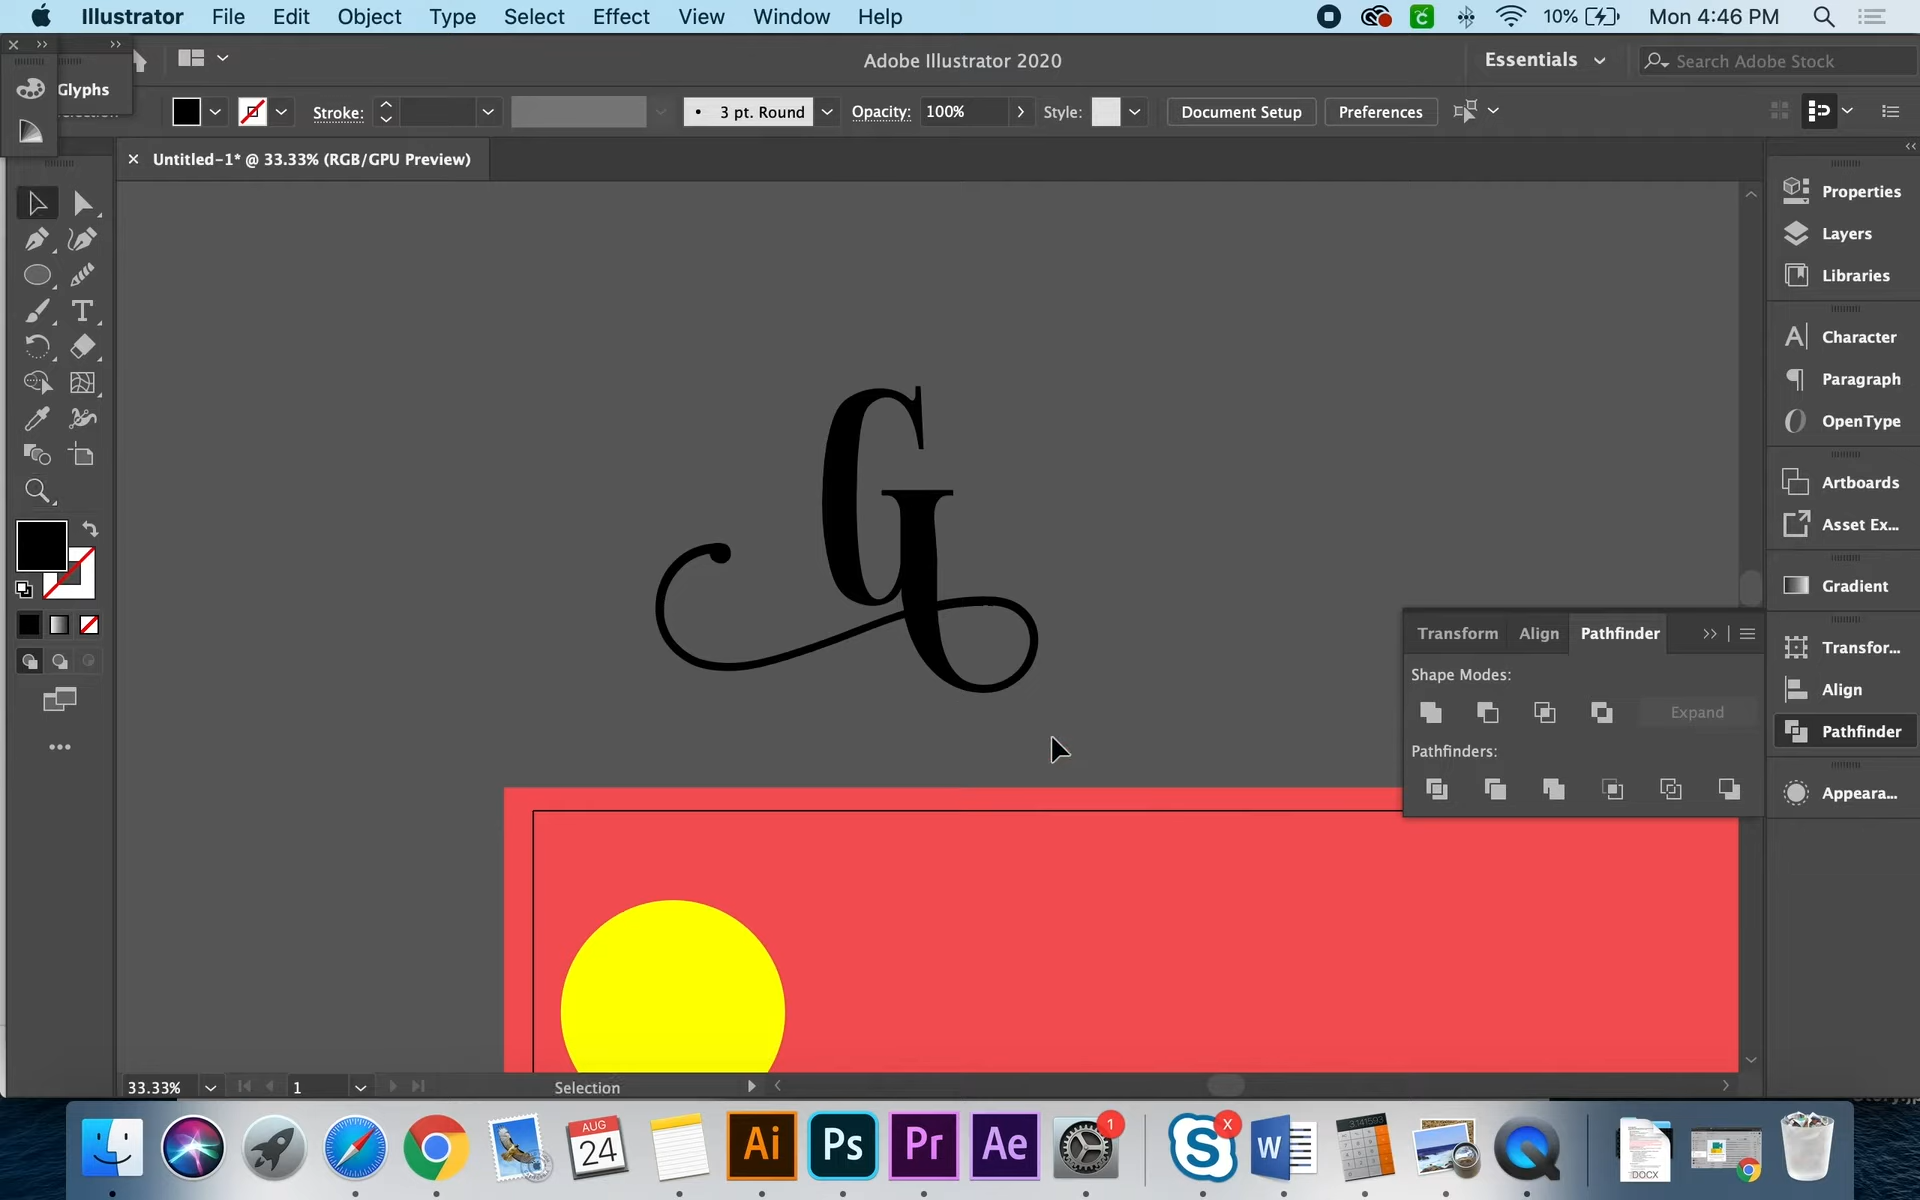 Illustrator File Edit Object Type Select Effect View Window Help
10% Mon 4:46 PM
Glyphs
Adobe Illustrator 2020
Essentials
Search Adobe Stock
Stroke:
3 pt. Round
Opacity: 100%
Style:
Document Setup
Preferences
Untitled-1* @ 33.33% (RGB/GPU Preview)
Properties
Layers
Libraries
Character
Paragraph
OpenType
Artboards
Asset Ex...
Gradient
Transfor...
Align
Pathfinder
Appeara...
G
Transform Align Pathfinder
Shape Modes:
Expand
Pathfinders:
33.33%
1
Selection
AUG
24
Ai
Ps
Pr
Ae
1
S
X
W
DOCX